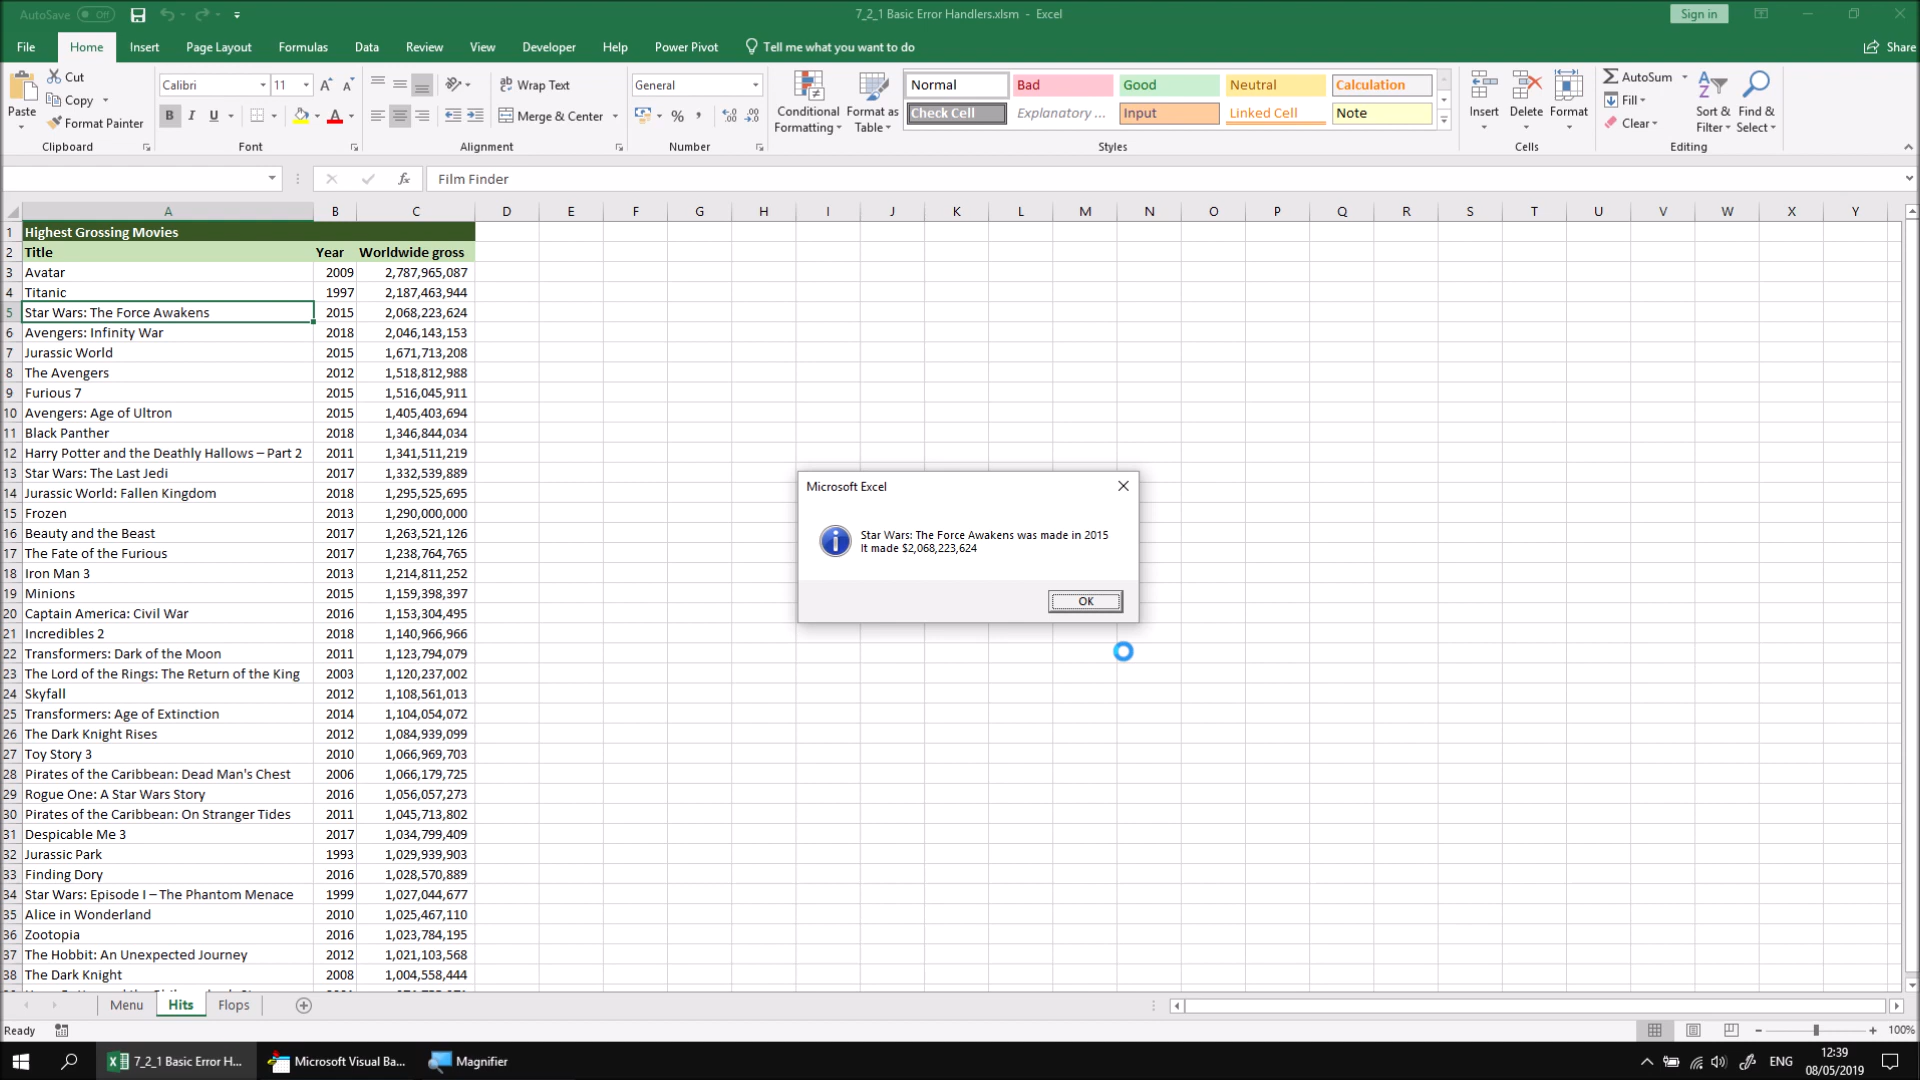 AutoSave Off
7_2_1 Basic Error Handlers.xlsm - Excel
Sign in
File Home Insert Page Layout Formulas Data Review View Developer Help Power Pivot Tell me what you want to do Share
Paste Cut Copy Format Painter Clipboard
Calibri 11 B I U Font
Wrap Text Merge & Center Alignment
General % , Number
Conditional Formatting Format as Table
Normal Bad Good Neutral Calculation
Check Cell Explanatory ... Input Linked Cell Note
Styles
Insert Delete Format Cells
AutoSum Fill Clear Sort & Filter Find & Select Editing
fx Film Finder
A B C D E F G H I J K L M N O P Q R S T U V W X Y
1 Highest Grossing Movies
2 Title Year Worldwide gross
3 Avatar 2009 2,787,965,087
4 Titanic 1997 2,187,463,944
5 Star Wars: The Force Awakens 2015 2,068,223,624
6 Avengers: Infinity War 2018 2,046,143,153
7 Jurassic World 2015 1,671,713,208
8 The Avengers 2012 1,518,812,988
9 Furious 7 2015 1,516,045,911
10 Avengers: Age of Ultron 2015 1,405,403,694
11 Black Panther 2018 1,346,844,034
12 Harry Potter and the Deathly Hallows – Part 2 2011 1,341,511,219
13 Star Wars: The Last Jedi 2017 1,332,539,889
14 Jurassic World: Fallen Kingdom 2018 1,295,525,695
15 Frozen 2013 1,290,000,000
16 Beauty and the Beast 2017 1,263,521,126
17 The Fate of the Furious 2017 1,238,764,765
18 Iron Man 3 2013 1,214,811,252
19 Minions 2015 1,159,398,397
20 Captain America: Civil War 2016 1,153,304,495
21 Incredibles 2 2018 1,140,966,966
22 Transformers: Dark of the Moon 2011 1,123,794,079
23 The Lord of the Rings: The Return of the King 2003 1,120,237,002
24 Skyfall 2012 1,108,561,013
25 Transformers: Age of Extinction 2014 1,104,054,072
26 The Dark Knight Rises 2012 1,084,939,099
27 Toy Story 3 2010 1,066,969,703
28 Pirates of the Caribbean: Dead Man's Chest 2006 1,066,179,725
29 Rogue One: A Star Wars Story 2016 1,056,057,273
30 Pirates of the Caribbean: On Stranger Tides 2011 1,045,713,802
31 Despicable Me 3 2017 1,034,799,409
32 Jurassic Park 1993 1,029,939,903
33 Finding Dory 2016 1,028,570,889
34 Star Wars: Episode I – The Phantom Menace 1999 1,027,044,677
35 Alice in Wonderland 2010 1,025,467,110
36 Zootopia 2016 1,023,784,195
37 The Hobbit: An Unexpected Journey 2012 1,021,103,568
38 The Dark Knight 2008 1,004,558,444
Microsoft Excel
Star Wars: The Force Awakens was made in 2015
It made $2,068,223,624
OK
Menu Hits Flops
Ready
100%
7_2_1 Basic Error H... Microsoft Visual Ba... Magnifier
ENG
12:39
08/05/2019